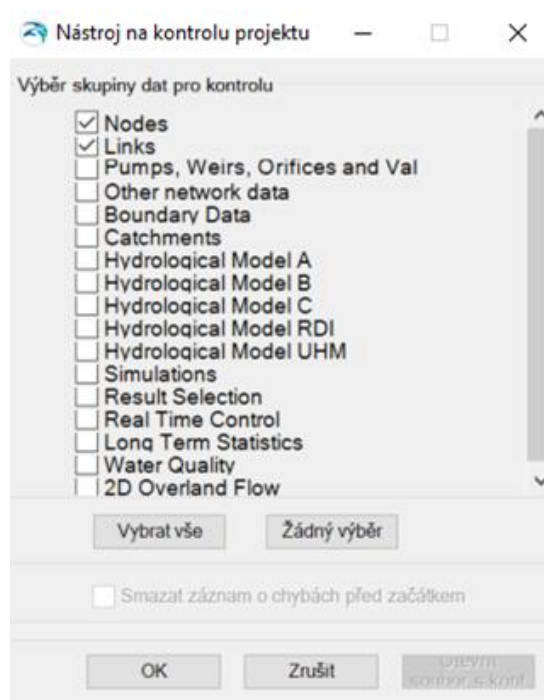 Nástroj na kontrolu projektu
Výběr skupiny dat pro kontrolu
Nodes
Links
Pumps, Weirs, Orifices and Val
Other network data
Boundary Data
Catchments
Hydrological Model A
Hydrological Model B
Hydrological Model C
Hydrological Model RDI
Hydrological Model UHM
Simulations
Result Selection
Real Time Control
Long Term Statistics
Water Quality
2D Overland Flow
Vybrat vše Žádný výběr
Smazat záznam o chybách před začátkem
OK Zrušit Otevřít
soubor s kont